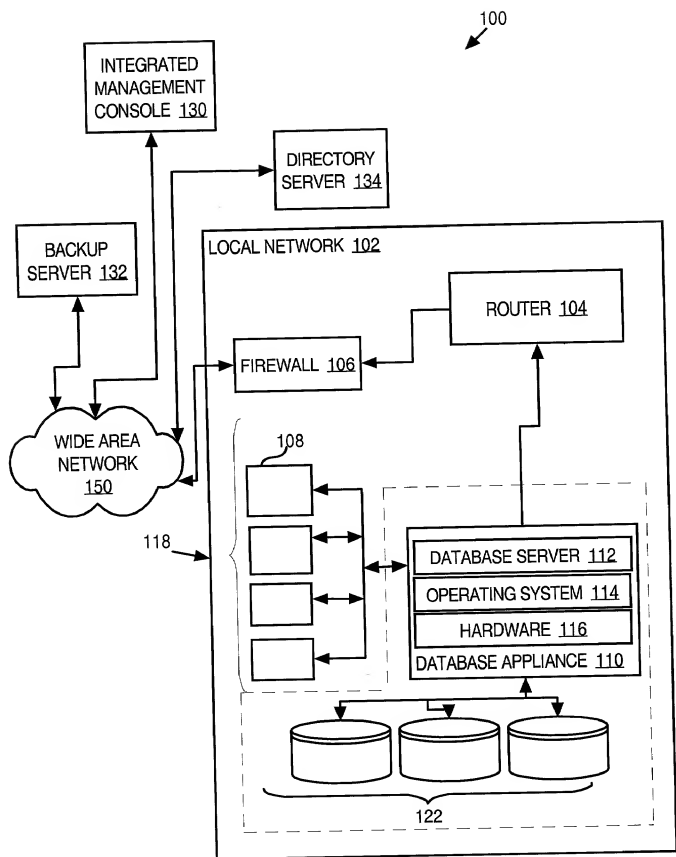 100
INTEGRATED
MANAGEMENT
CONSOLE 130
DIRECTORY
SERVER 134
BACKUP
SERVER 132
LOCAL NETWORK 102
ROUTER 104
FIREWALL 106
WIDE AREA
NETWORK
150
108
118
DATABASE SERVER 112
OPERATING SYSTEM 114
HARDWARE 116
DATABASE APPLIANCE 110
122